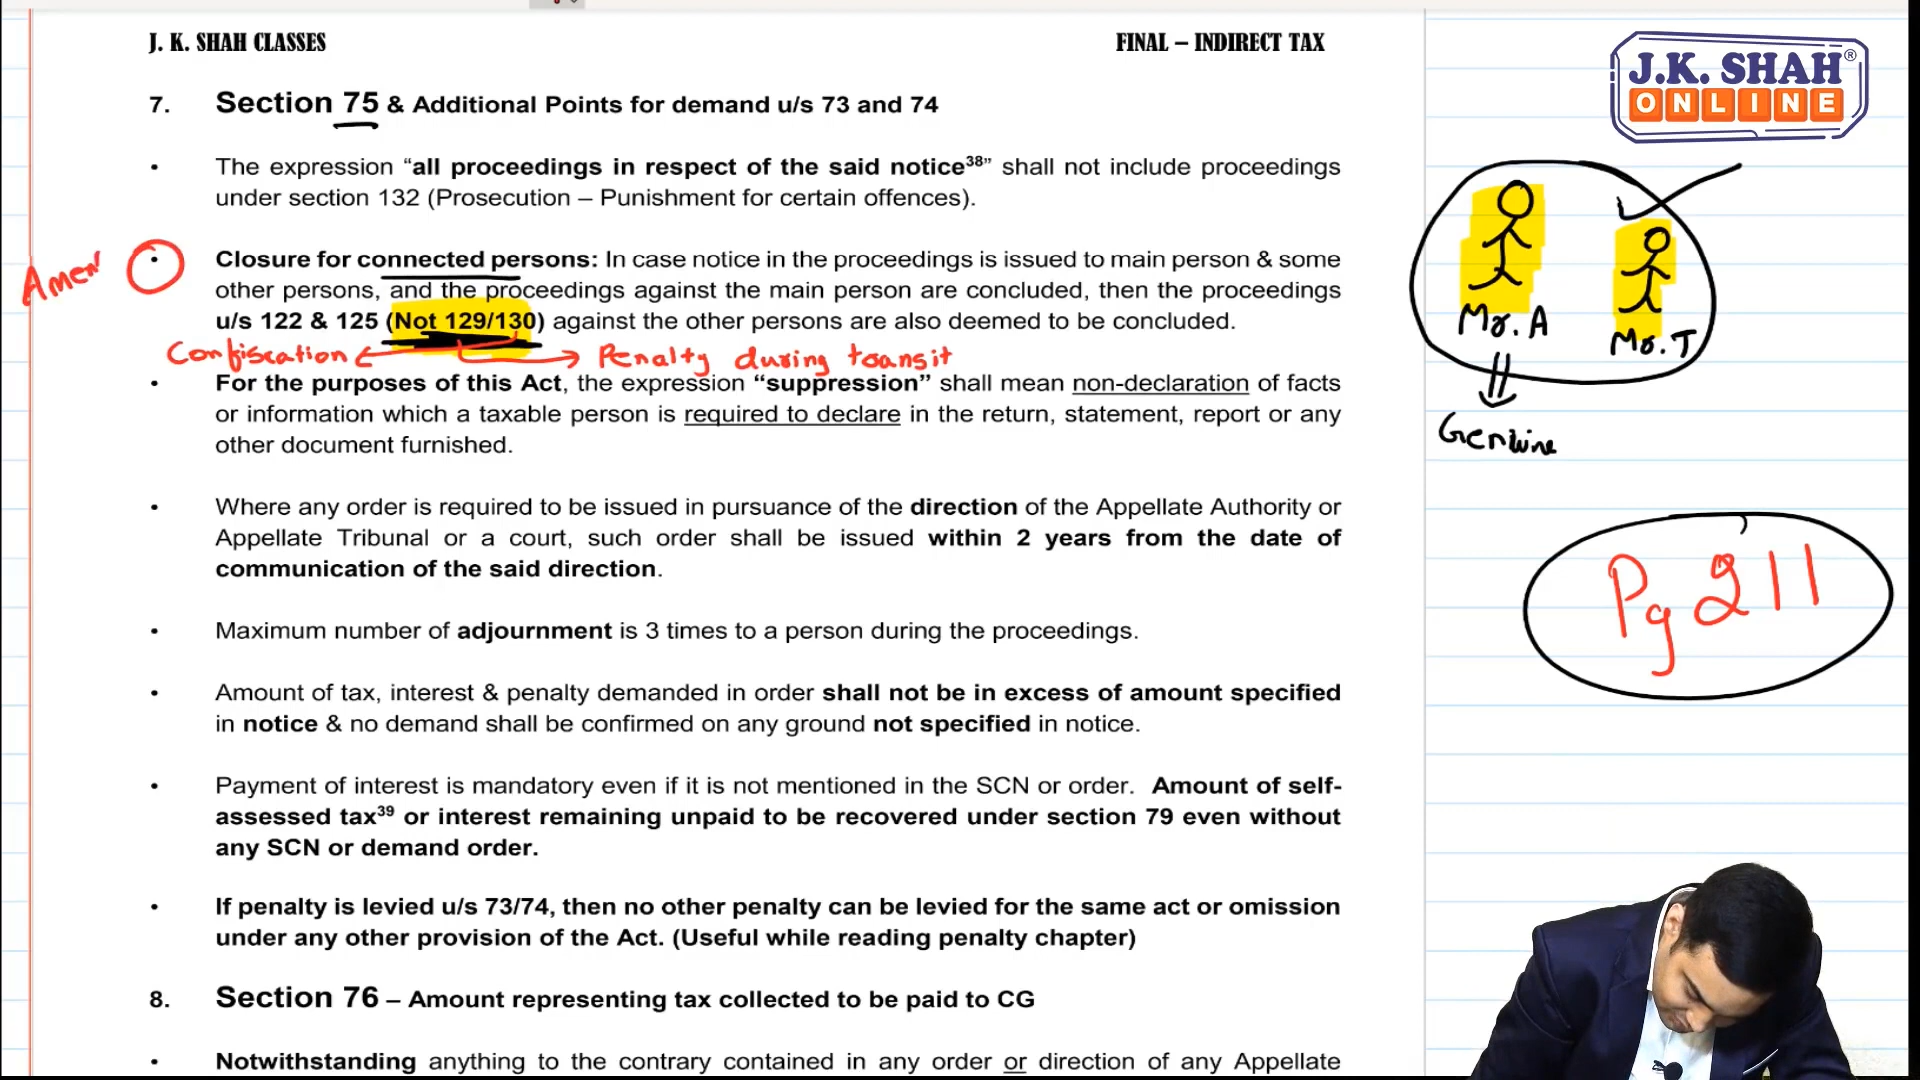 J. K. SHAH CLASSES
FINAL – INDIRECT TAX
J.K. SHAH®
ONLINE
7. Section 75 & Additional Points for demand u/s 73 and 74
• The expression “all proceedings in respect of the said notice38” shall not include proceedings
under section 132 (Prosecution – Punishment for certain offences).
Amen
• Closure for connected persons: In case notice in the proceedings is issued to main person & some
other persons, and the proceedings against the main person are concluded, then the proceedings
u/s 122 & 125 (Not 129/130) against the other persons are also deemed to be concluded.
Confiscation
Penalty during transit
• For the purposes of this Act, the expression “suppression” shall mean non-declaration of facts
or information which a taxable person is required to declare in the return, statement, report or any
other document furnished.
• Where any order is required to be issued in pursuance of the direction of the Appellate Authority or
Appellate Tribunal or a court, such order shall be issued within 2 years from the date of
communication of the said direction.
• Maximum number of adjournment is 3 times to a person during the proceedings.
• Amount of tax, interest & penalty demanded in order shall not be in excess of amount specified
in notice & no demand shall be confirmed on any ground not specified in notice.
• Payment of interest is mandatory even if it is not mentioned in the SCN or order. Amount of self-
assessed tax39 or interest remaining unpaid to be recovered under section 79 even without
any SCN or demand order.
• If penalty is levied u/s 73/74, then no other penalty can be levied for the same act or omission
under any other provision of the Act. (Useful while reading penalty chapter)
8. Section 76 – Amount representing tax collected to be paid to CG
• Notwithstanding anything to the contrary contained in any order or direction of any Appellate
Mr. A
Mr. T
Genuine
Pg 211